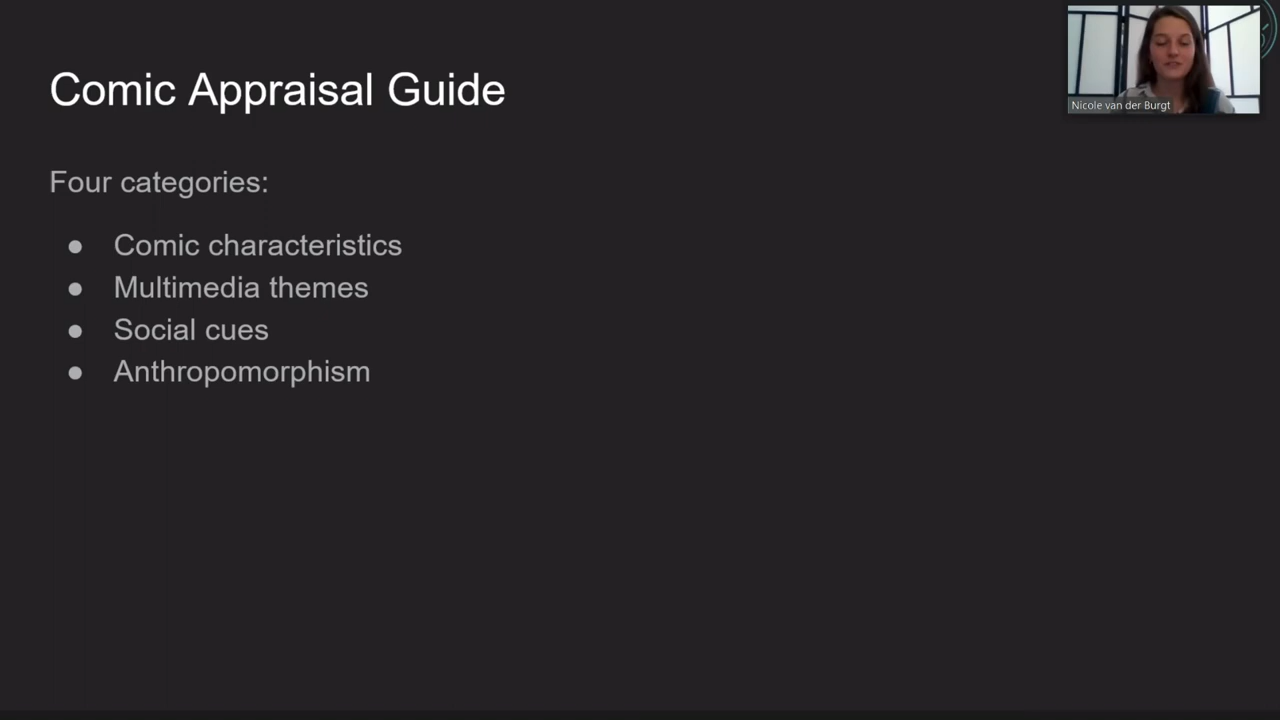 Comic Appraisal Guide
Nicole van der Burgt
Four categories:
● Comic characteristics
● Multimedia themes
● Social cues
● Anthropomorphism